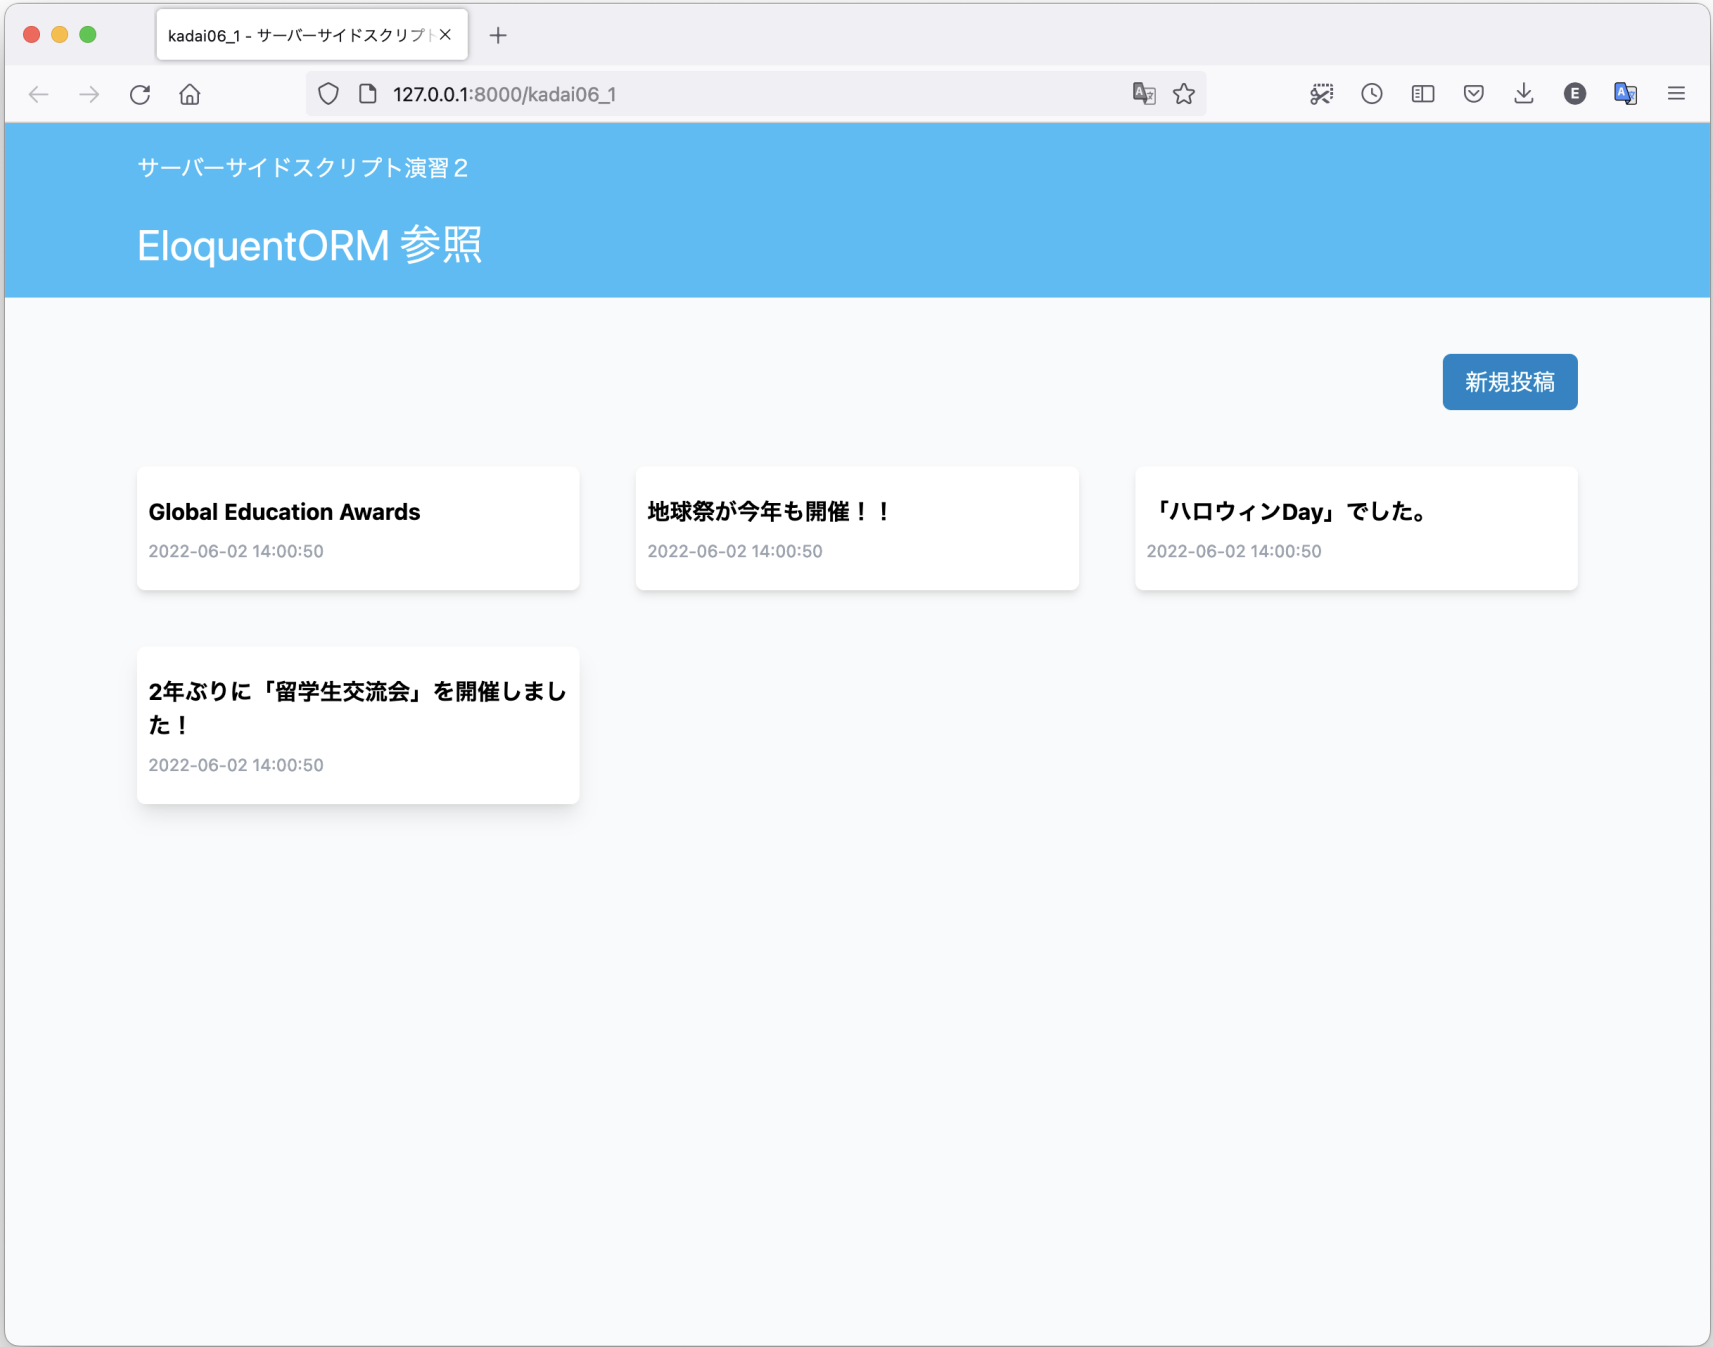 kadai06_1 - サーバーサイドスクリプト
127.0.0.1:8000/kadai06_1
E
サーバーサイドスクリプト演習２
EloquentORM 参照
新規投稿
Global Education Awards
2022-06-02 14:00:50
地球祭が今年も開催！！
2022-06-02 14:00:50
「ハロウィンDay」でした。
2022-06-02 14:00:50
2年ぶりに「留学生交流会」を開催しまし
た！
2022-06-02 14:00:50